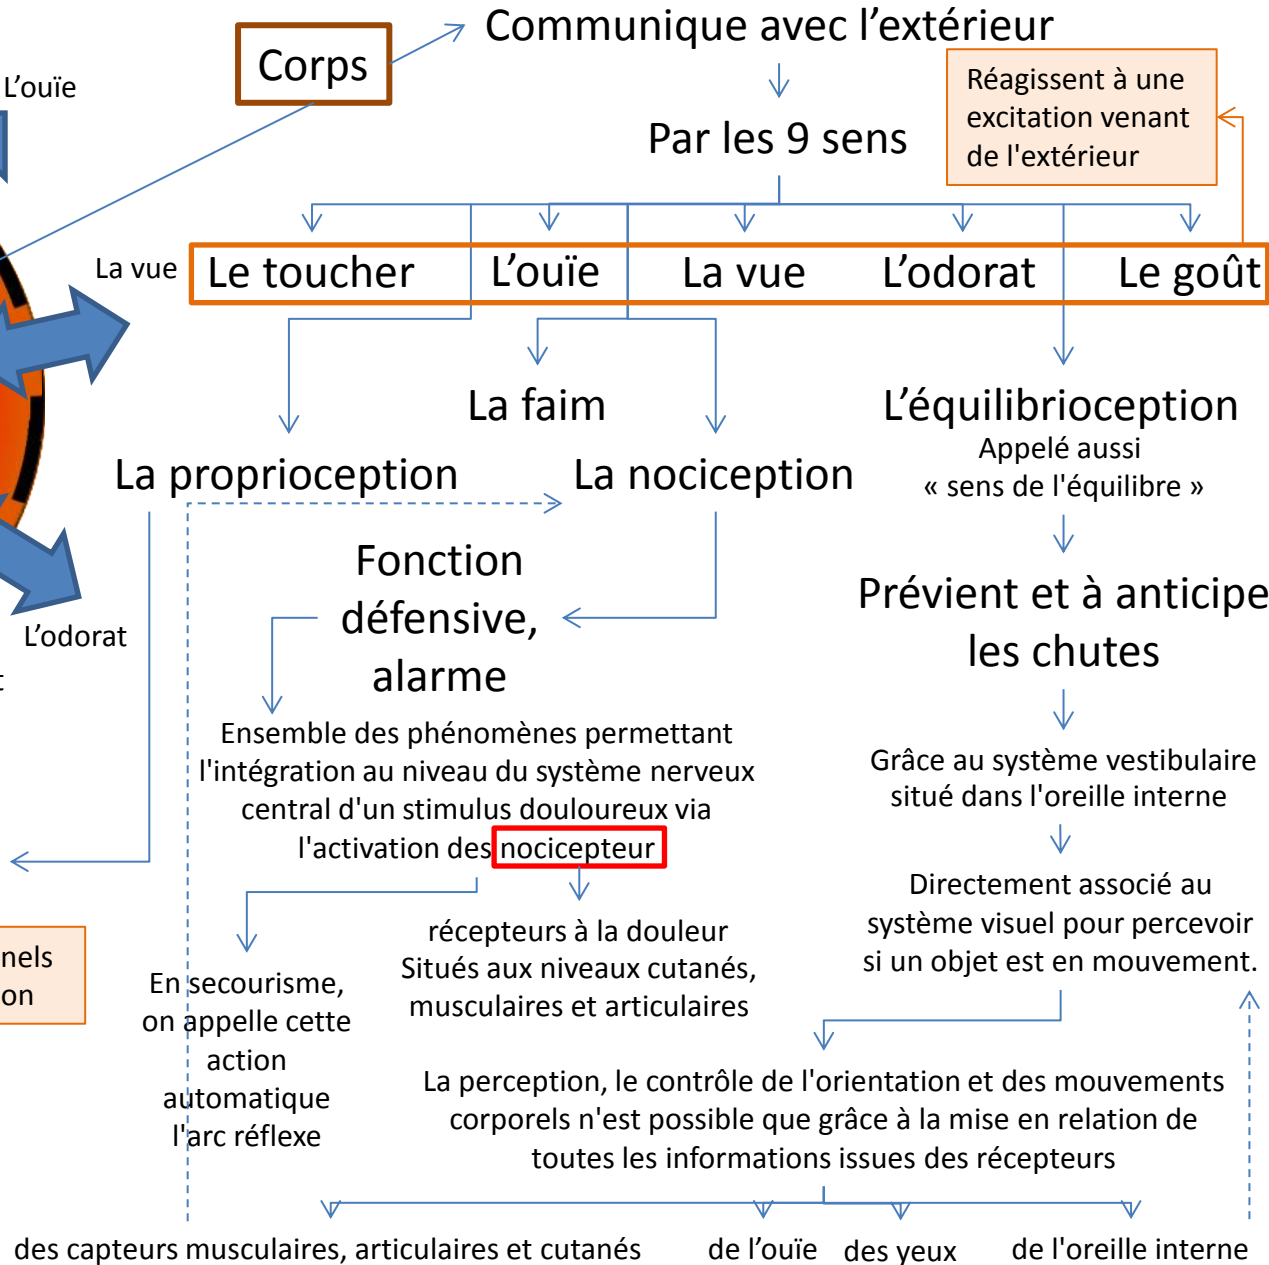 Communique avec l'extérieur
Corps
L'ouïe
Réagissent à une
excitation venant
de l'extérieur
Par les 9 sens
La vue
Le toucher
L'ouïe
La vue
L'odorat
Le goût
La faim
L'équilibrioception
Appelé aussi
« sens de l'équilibre »
La proprioception
La nociception
Fonction
défensive,
alarme
Prévient et à anticipe
les chutes
L'odorat
t
Ensemble des phénomènes permettant
l'intégration au niveau du système nerveux
central d'un stimulus douloureux via
l'activation des nocicepteur
Grâce au système vestibulaire
situé dans l'oreille interne
récepteurs à la douleur
Situés aux niveaux cutanés,
musculaires et articulaires
Directement associé au
système visuel pour percevoir
si un objet est en mouvement.
nels
on
En secourisme,
on appelle cette
action
automatique
l'arc réflexe
La perception, le contrôle de l'orientation et des mouvements
corporels n'est possible que grâce à la mise en relation de
toutes les informations issues des récepteurs
des capteurs musculaires, articulaires et cutanés
de l'ouïe
des yeux
de l'oreille interne